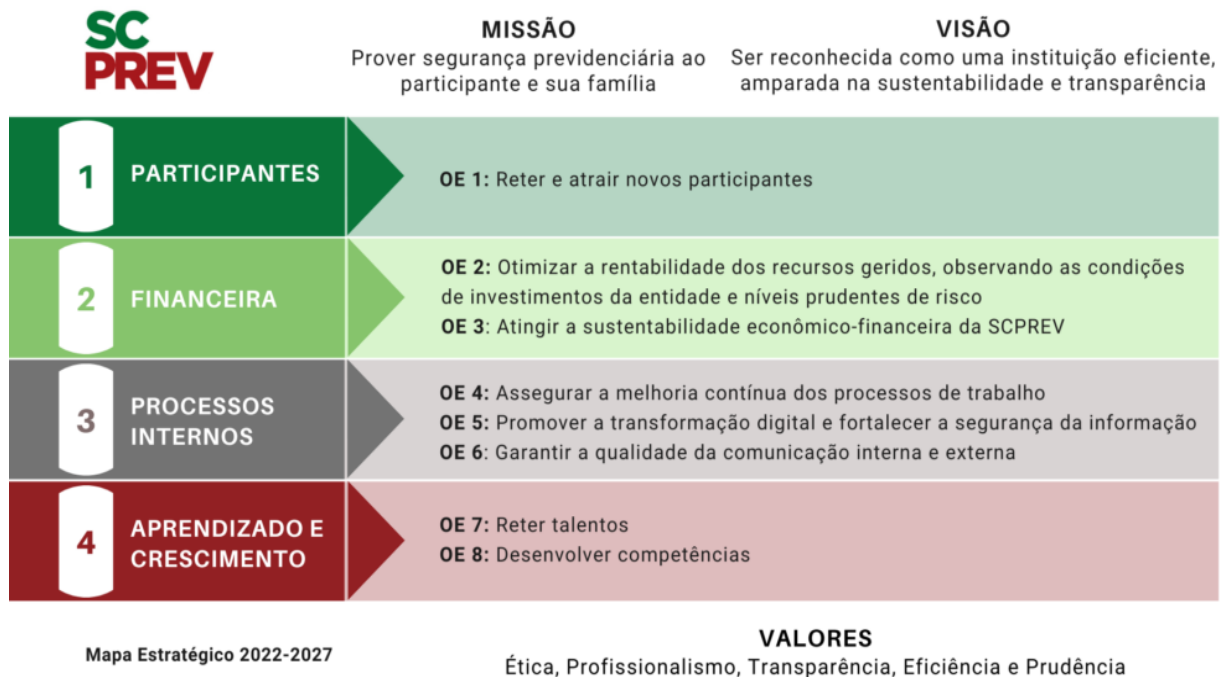 SC
PREV
MISSÃO
Prover segurança previdenciária ao
participante e sua família
VISÃO
Ser reconhecida como uma instituição eficiente,
amparada na sustentabilidade e transparência
1
PARTICIPANTES
OE 1: Reter e atrair novos participantes
2
FINANCEIRA
OE 2: Otimizar a rentabilidade dos recursos geridos, observando as condições
de investimentos da entidade e níveis prudentes de risco
OE 3: Atingir a sustentabilidade econômico-financeira da SCPREV
3
PROCESSOS
INTERNOS
OE 4: Assegurar a melhoria contínua dos processos de trabalho
OE 5: Promover a transformação digital e fortalecer a segurança da informação
OE 6: Garantir a qualidade da comunicação interna e externa
4
APRENDIZADO E
CRESCIMENTO
OE 7: Reter talentos
OE 8: Desenvolver competências
Mapa Estratégico 2022-2027
VALORES
Ética, Profissionalismo, Transparência, Eficiência e Prudência